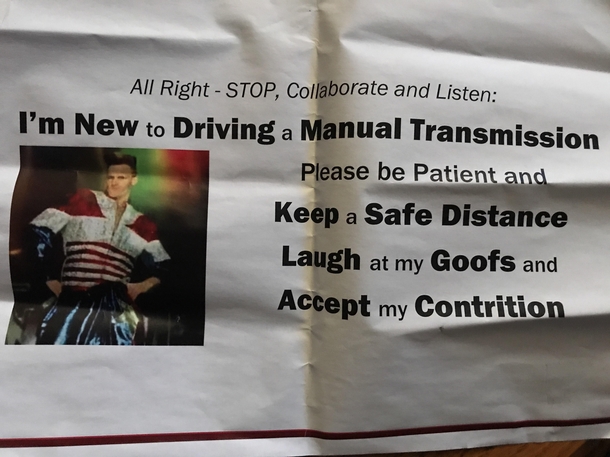 All Right - STOP, Collaborate and Listen:
I'm New to Driving a Manual Transmission
Please be Patient and
Keep a Safe Distance
Laugh at my Goofs and
Accept my Contrition